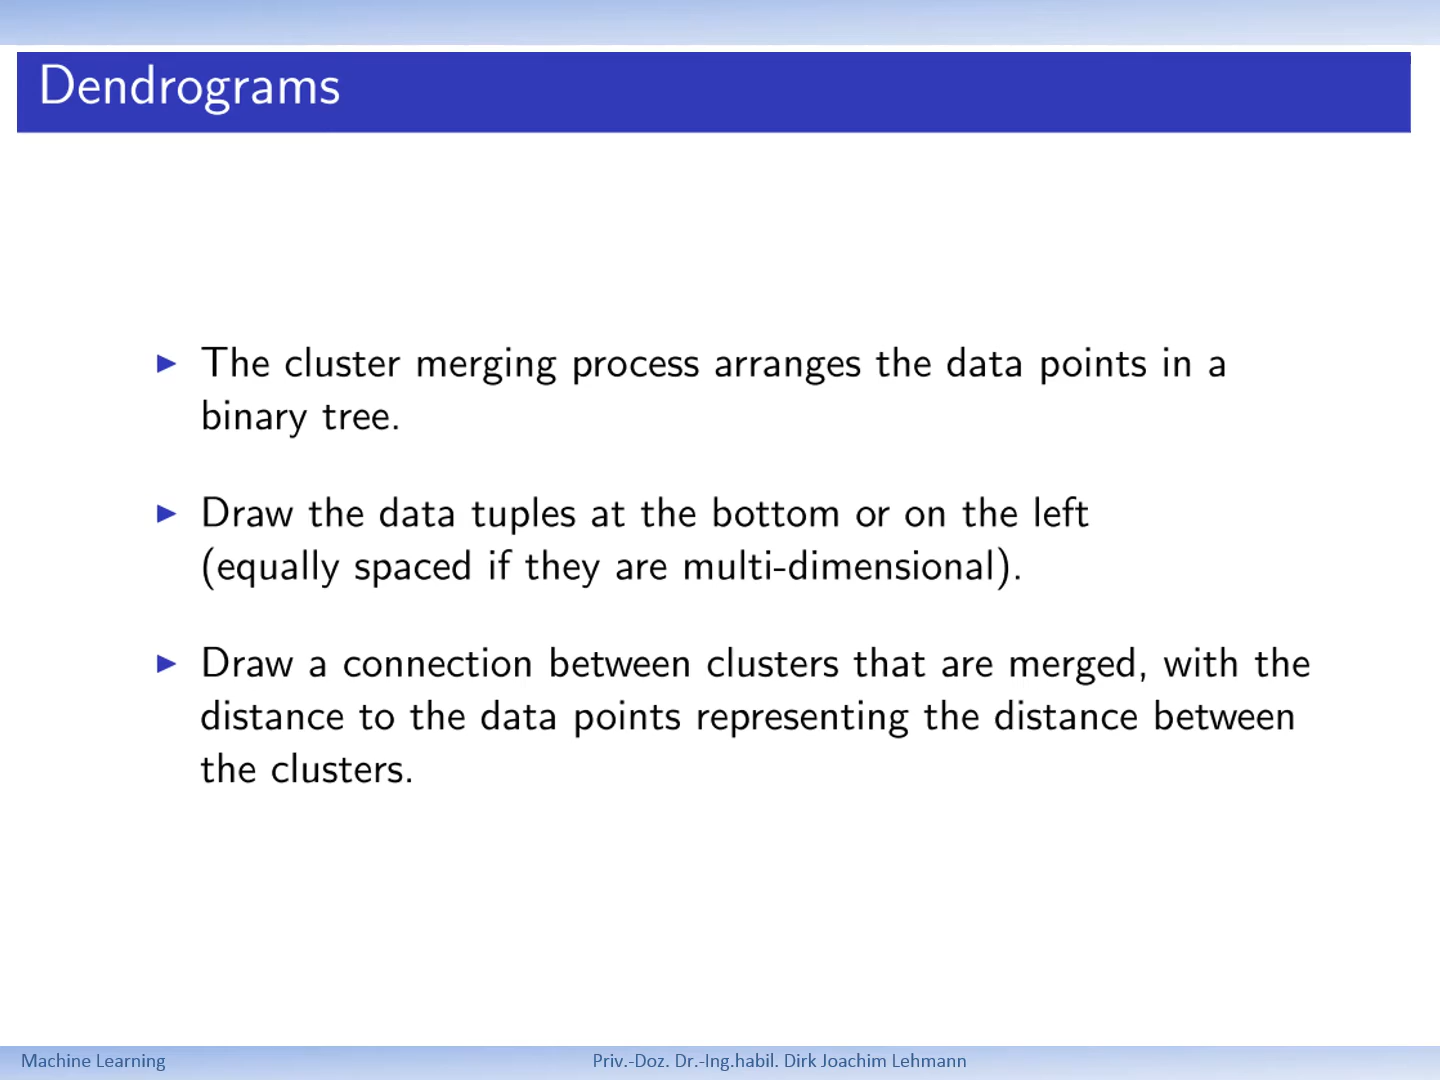 Dendrograms
The cluster merging process arranges the data points in a
binary tree.
Draw the data tuples at the bottom or on the left
(equally spaced if they are multi-dimensional).
Draw a connection between clusters that are merged, with the
distance to the data points representing the distance between
the clusters.
Machine Learning
Priv.-Doz. Dr.-Ing.habil. Dirk Joachim Lehmann